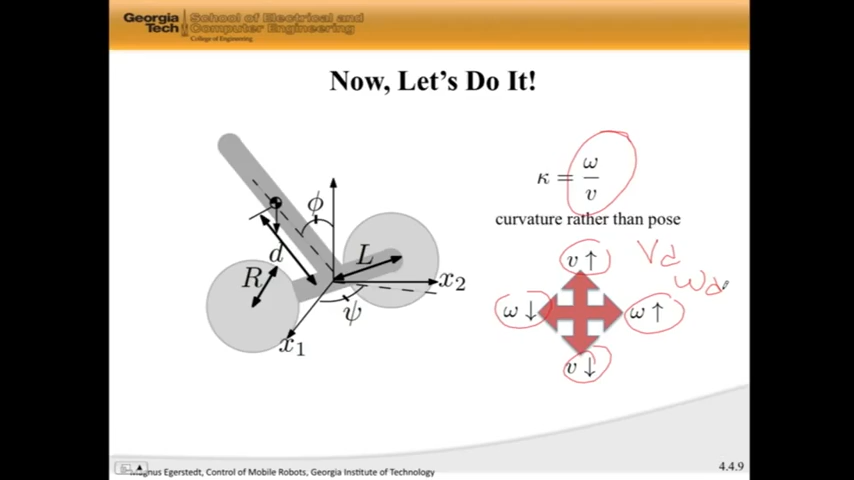 Georgia Tech
School of Electrical and Computer Engineering
College of Engineering
Now, Let's Do It!
κ = ω/v
curvature rather than pose
v ↑
ω ↓
ω ↑
v ↓
vd
ωd
ϕ
d
L
R
x2
ψ
x1
Magnus Egerstedt, Control of Mobile Robots, Georgia Institute of Technology
4.4.9